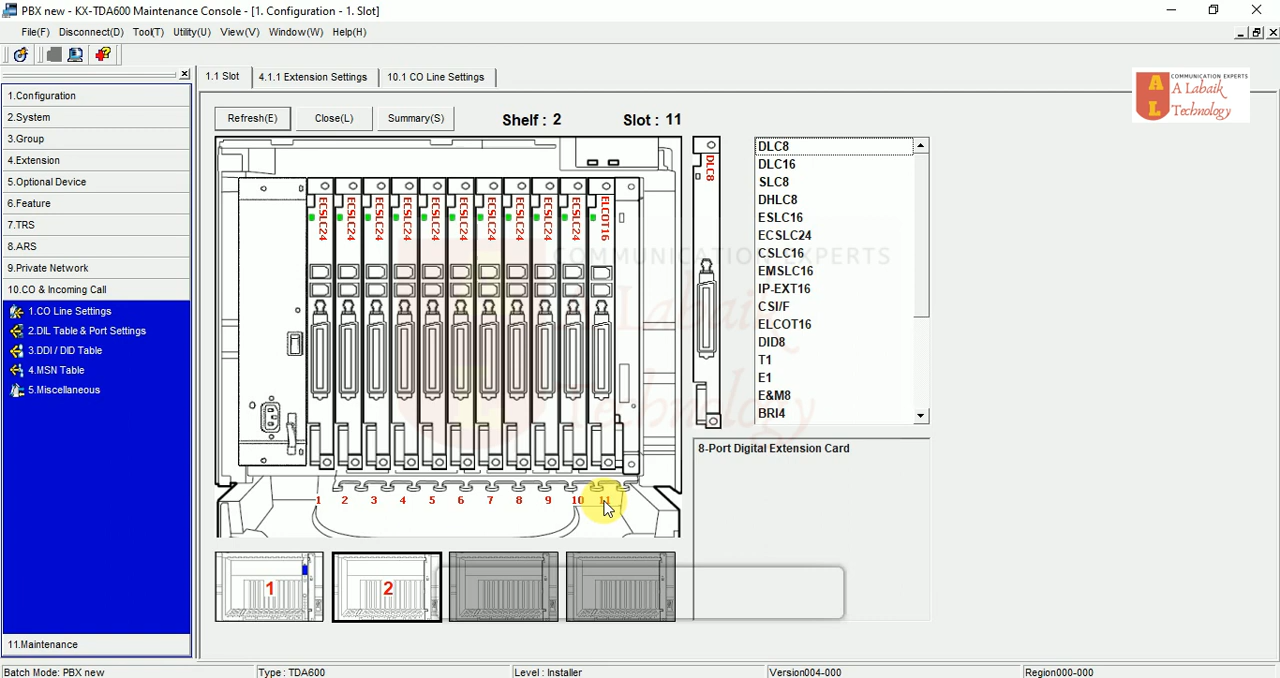 PBX new - KX-TDA600 Maintenance Console - [1. Configuration - 1. Slot]
File(F) Disconnect(D) Tool(T) Utility(U) View(V) Window(W) Help(H)
1.1 Slot 4.1.1 Extension Settings 10.1 CO Line Settings
COMMUNICATION EXPERTS
A L
A Labaik
Technology
1.Configuration
2.System
3.Group
4.Extension
5.Optional Device
6.Feature
7.TRS
8.ARS
9.Private Network
10.CO & Incoming Call
1.CO Line Settings
2.DIL Table & Port Settings
3.DDI / DID Table
4.MSN Table
5.Miscellaneous
11.Maintenance
Refresh(E) Close(L) Summary(S) Shelf : 2 Slot : 11
ECSLC24 ECSLC24 ECSLC24 ECSLC24 ECSLC24 ECSLC24 ECSLC24 ECSLC24 ECSLC24 ECSLC24 ELCOT16
DLC8
COMMUNICATION EXPERTS
A Labaik
Technology
1 2 3 4 5 6 7 8 9 10 11
1 2
DLC8
DLC16
SLC8
DHLC8
ESLC16
ECSLC24
CSLC16
EMSLC16
IP-EXT16
CSI/F
ELCOT16
DID8
T1
E1
E&M8
BRI4
8-Port Digital Extension Card
Batch Mode: PBX new Type : TDA600 Level : Installer Version004-000 Region000-000